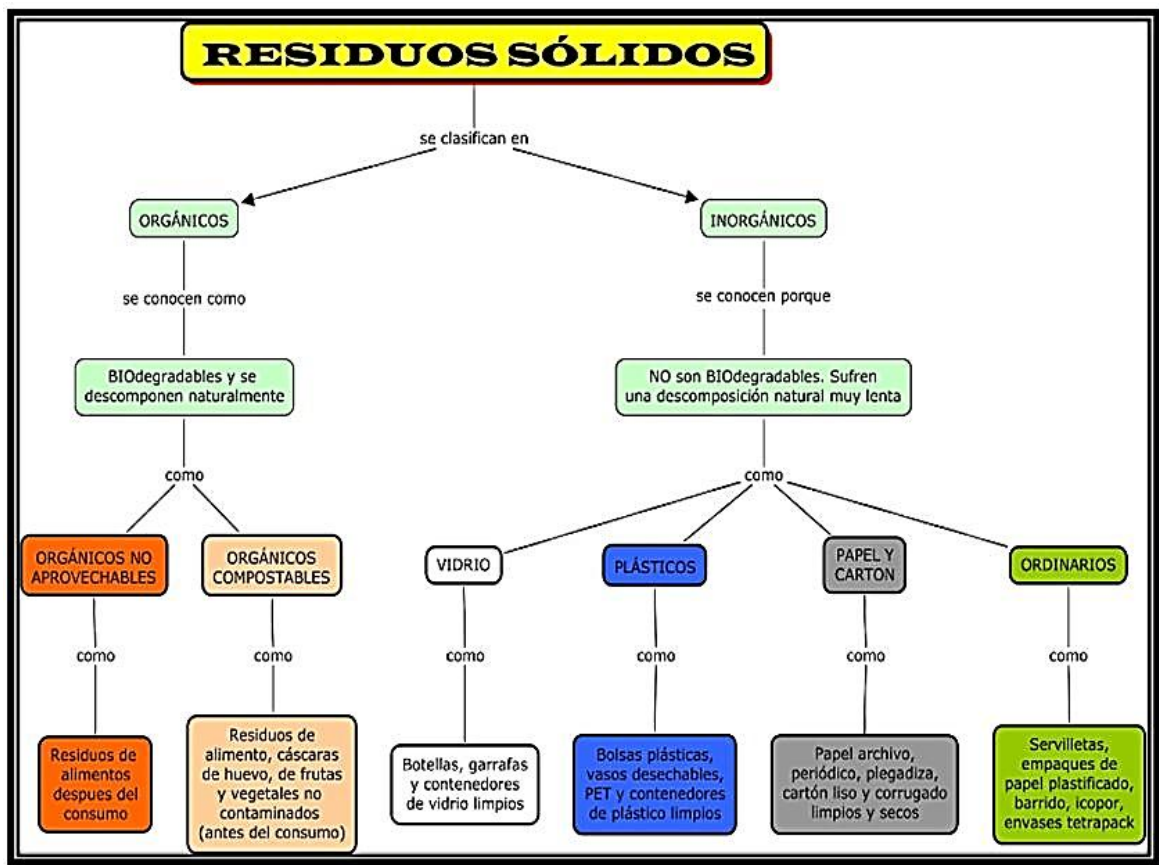 RESIDUOS SÓLIDOS
se clasifican en
ORGÁNICOS
INORGÁNICOS
se conocen como
se conocen porque
BIOdegradables y se
descomponen naturalmente
NO son BIOdegradables. Sufren
una descomposición natural muy lenta
como
como
ORGÁNICOS NO
APROVECHABLES
ORGÁNICOS
COMPOSTABLES
VIDRIO
PLÁSTICOS
PAPEL Y
CARTON
ORDINARIOS
como
como
como
como
como
como
Residuos de
alimentos
despues del
consumo
Residuos de
alimento, cáscaras
de huevo, de frutas
y vegetales no
contaminados
(antes del consumo)
Botellas, garrafas
y contenedores
de vidrio limpios
Bolsas plásticas,
vasos desechables,
PET y contenedores
de plástico limpios
Papel archivo,
periódico, plegadiza,
cartón liso y corrugado
limpios y secos
Servilletas,
empaques de
papel plastificado,
barrido, icopor,
envases tetrapack